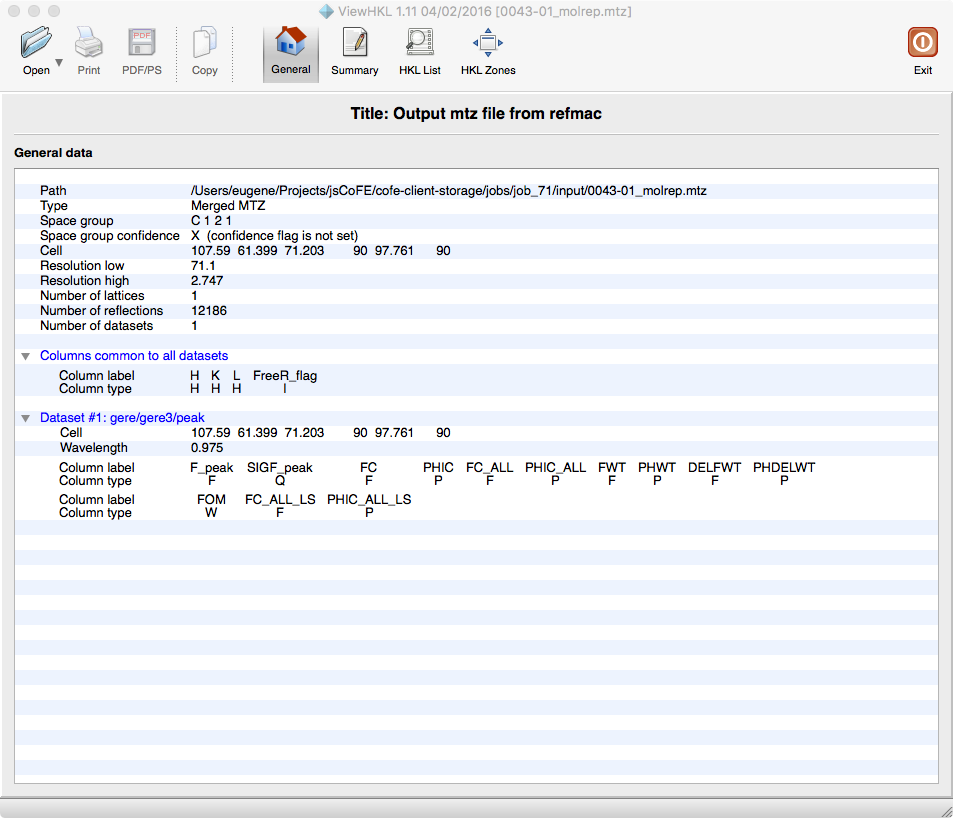 ViewHKL 1.11 04/02/2016 [0043-01_molrep.mtz]
PDF
Open Print PDF/PS Copy General Summary HKL List HKL Zones Exit
Title: Output mtz file from refmac
General data
Path /Users/eugene/Projects/jsCoFE/cofe-client-storage/jobs/job_71/input/0043-01_molrep.mtz
Type Merged MTZ
Space group C 1 2 1
Space group confidence X (confidence flag is not set)
Cell 107.59 61.399 71.203 90 97.761 90
Resolution low 71.1
Resolution high 2.747
Number of lattices 1
Number of reflections 12186
Number of datasets 1
Columns common to all datasets
Column label H K L FreeR_flag
Column type H H H I
Dataset #1: gere/gere3/peak
Cell 107.59 61.399 71.203 90 97.761 90
Wavelength 0.975
Column label F_peak SIGF_peak FC PHIC FC_ALL PHIC_ALL FWT PHWT DELFWT PHDELWT
Column type F Q F P F P F P F P
Column label FOM FC_ALL_LS PHIC_ALL_LS
Column type W F P